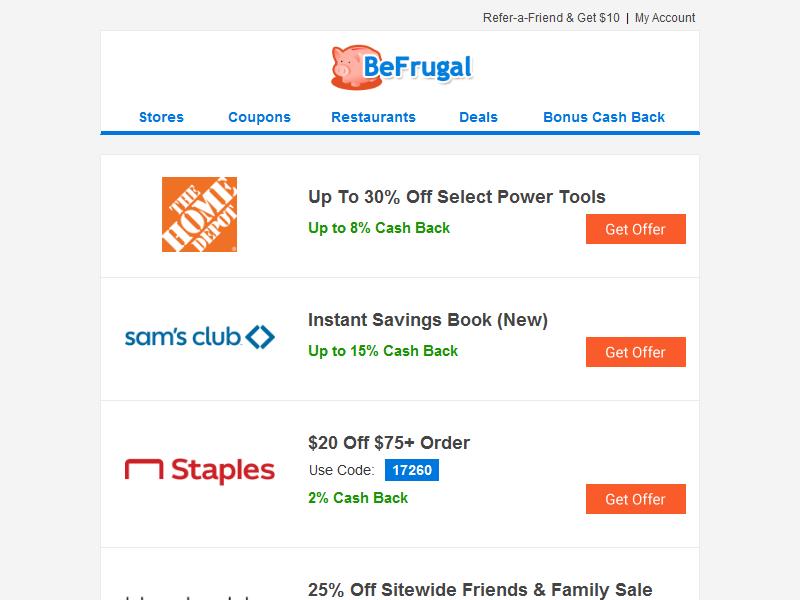 Refer-a-Friend & Get $10 | My Account
BeFrugal
Stores Coupons Restaurants Deals Bonus Cash Back
THE HOME DEPOT
Up To 30% Off Select Power Tools
Up to 8% Cash Back
Get Offer
sam's club
Instant Savings Book (New)
Up to 15% Cash Back
Get Offer
Staples
$20 Off $75+ Order
Use Code: 17260
2% Cash Back
Get Offer
25% Off Sitewide Friends & Family Sale